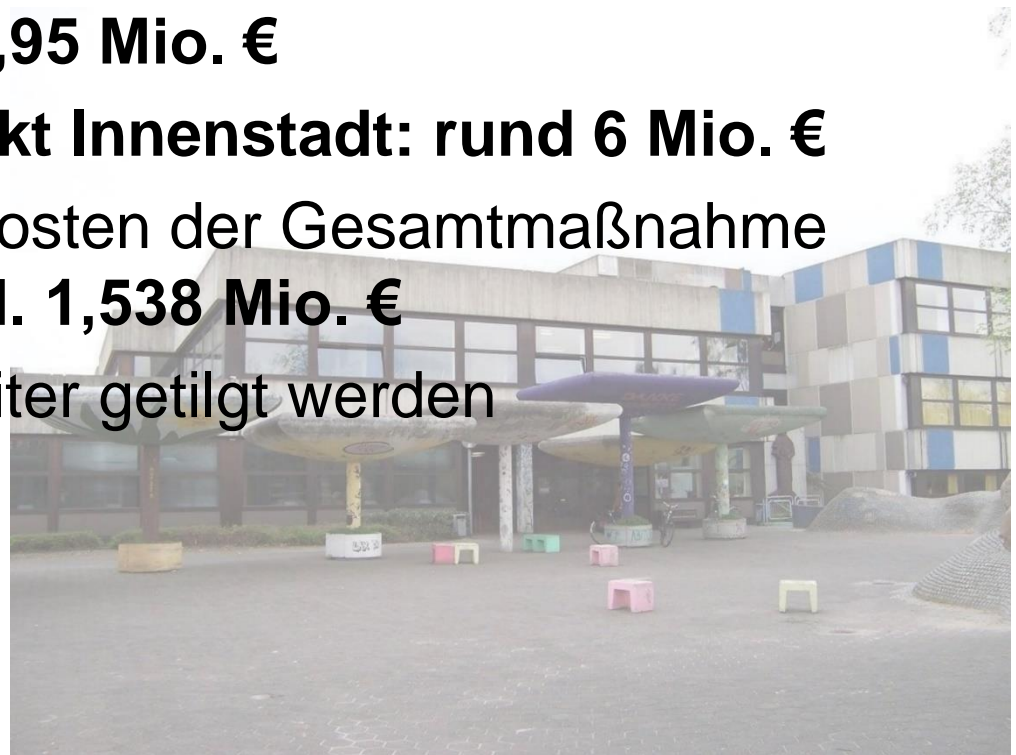 ,95 Mio. €
kt Innenstadt: rund 6 Mio. €
osten der Gesamtmaßnahme
l. 1,538 Mio. €
iter getilgt werden